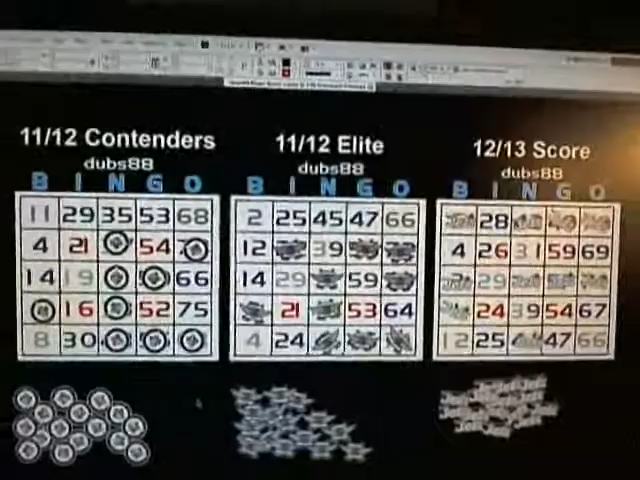 11/12 Contenders
dubs88
B I N G O
11 29 35 53 68
4 21 54
14 19 66
16 52 75
8 30
11/12 Elite
dubs88
B I N G O
2 25 45 47 66
12 39
14 29 59
21 53 64
4 24
12/13 Score
dubs88
B I N G O
28
4 26 31 59 69
29
24 39 54 67
12 25 47 66